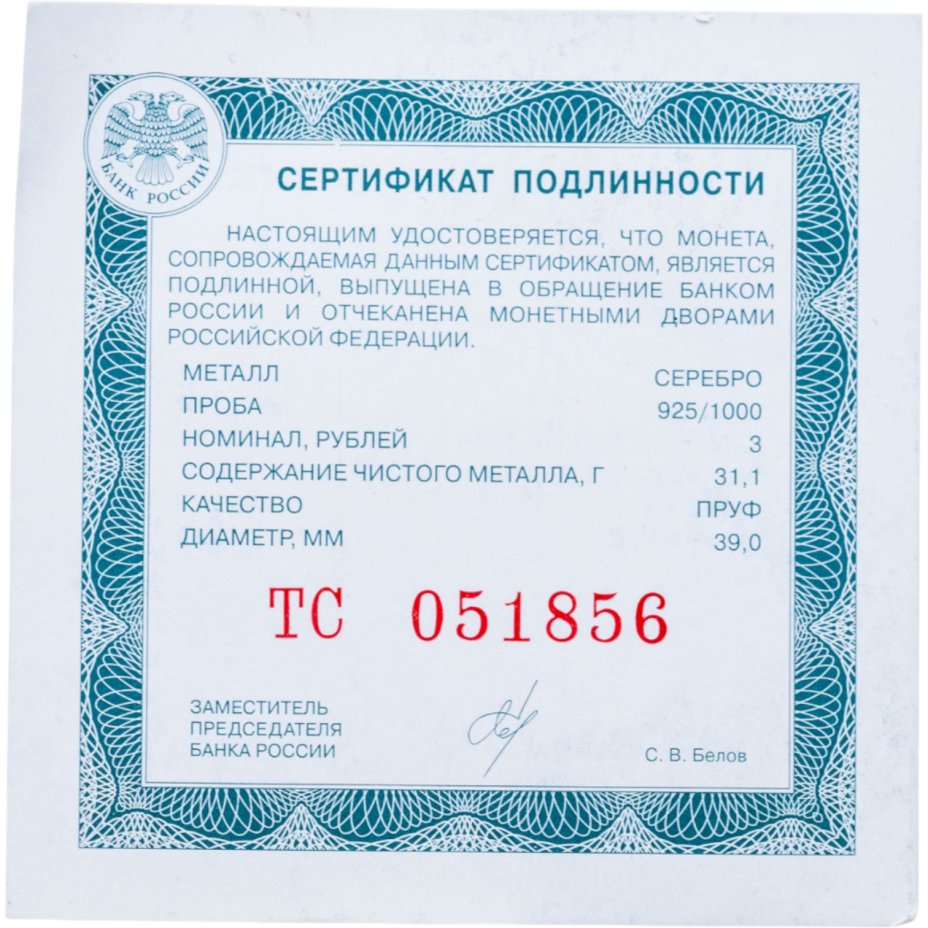 БАНК РОССИИ
СЕРТИФИКАТ ПОДЛИННОСТИ
НАСТОЯЩИМ УДОСТОВЕРЯЕТСЯ, ЧТО МОНЕТА,
СОПРОВОЖДАЕМАЯ ДАННЫМ СЕРТИФИКАТОМ, ЯВЛЯЕТСЯ
ПОДЛИННОЙ, ВЫПУЩЕНА В ОБРАЩЕНИЕ БАНКОМ
РОССИИ И ОТЧЕКАНЕНА МОНЕТНЫМИ ДВОРАМИ
РОССИЙСКОЙ ФЕДЕРАЦИИ.
МЕТАЛЛ СЕРЕБРО
ПРОБА 925/1000
НОМИНАЛ, РУБЛЕЙ 3
СОДЕРЖАНИЕ ЧИСТОГО МЕТАЛЛА, Г 31,1
КАЧЕСТВО ПРУФ
ДИАМЕТР, ММ 39,0
ТС 051856
ЗАМЕСТИТЕЛЬ
ПРЕДСЕДАТЕЛЯ
БАНКА РОССИИ
С. В. Белов